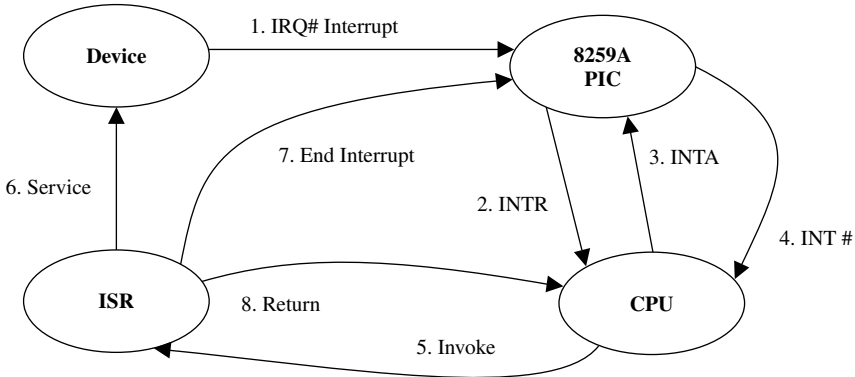 1. IRQ# Interrupt
Device
8259A
PIC
7. End Interrupt
3. INTA
6. Service
2. INTR
4. INT #
ISR
8. Return
CPU
5. Invoke